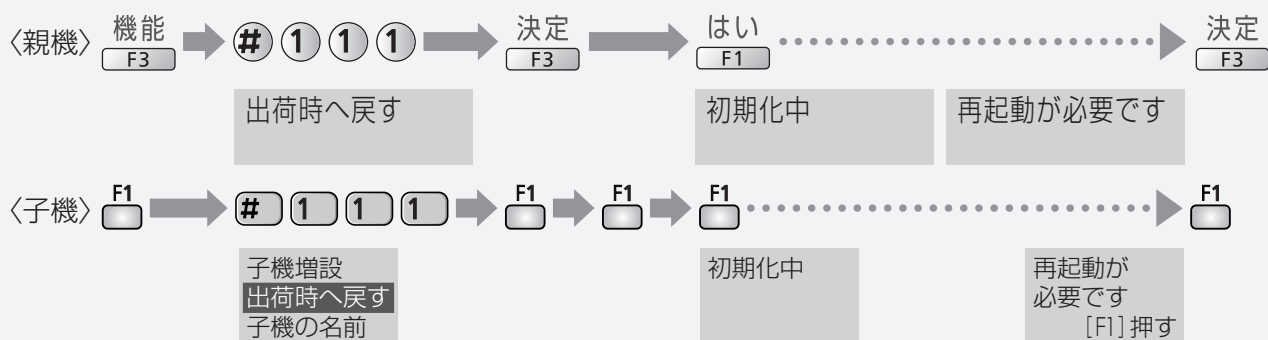 〈親機〉 機能 F3 # 1 1 1 決定 F3 はい F1 決定 F3
出荷時へ戻す 初期化中 再起動が必要です
〈子機〉 F1 # 1 1 1 F1 F1 F1 F1
子機増設 初期化中 再起動が
出荷時へ戻す 必要です
子機の名前 [F1]押す